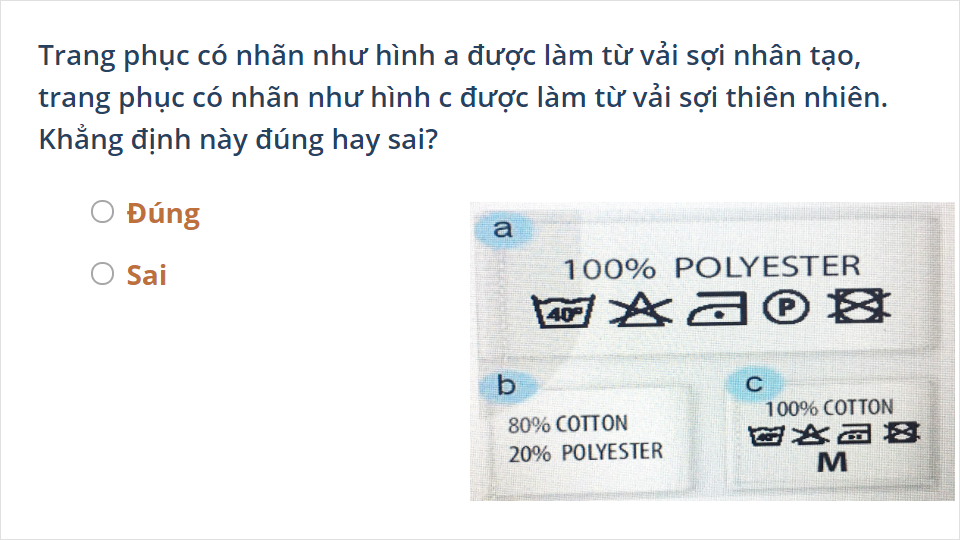 Trang phục có nhãn như hình a được làm từ vải sợi nhân tạo,
trang phục có nhãn như hình c được làm từ vải sợi thiên nhiên.
Khẳng định này đúng hay sai?
Đúng
Sai
a
100% POLYESTER
40º P
b
80% COTTON
20% POLYESTER
c
100% COTTON
40º
M